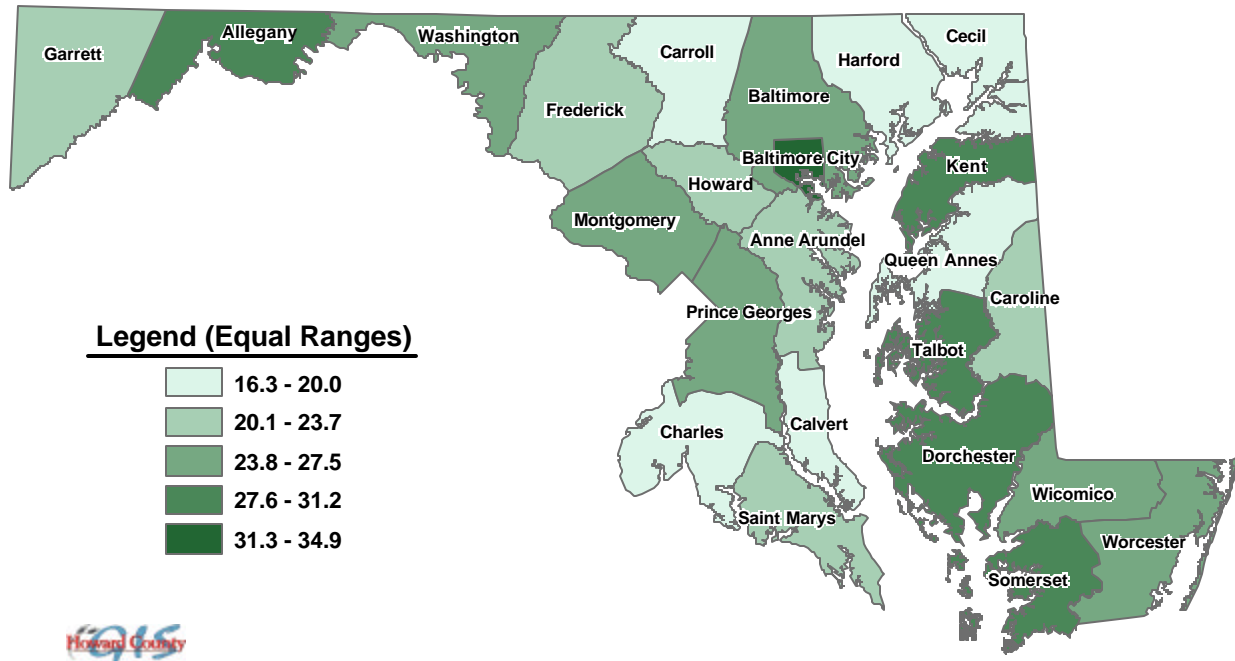 Garrett
Allegany
Washington
Frederick
Carroll
Baltimore
Harford
Cecil
Baltimore City
Howard
Montgomery
Anne Arundel
Prince Georges
Kent
Queen Annes
Caroline
Talbot
Charles
Calvert
Saint Marys
Dorchester
Wicomico
Worcester
Somerset
Legend (Equal Ranges)
16.3 - 20.0
20.1 - 23.7
23.8 - 27.5
27.6 - 31.2
31.3 - 34.9
Howard County
GIS